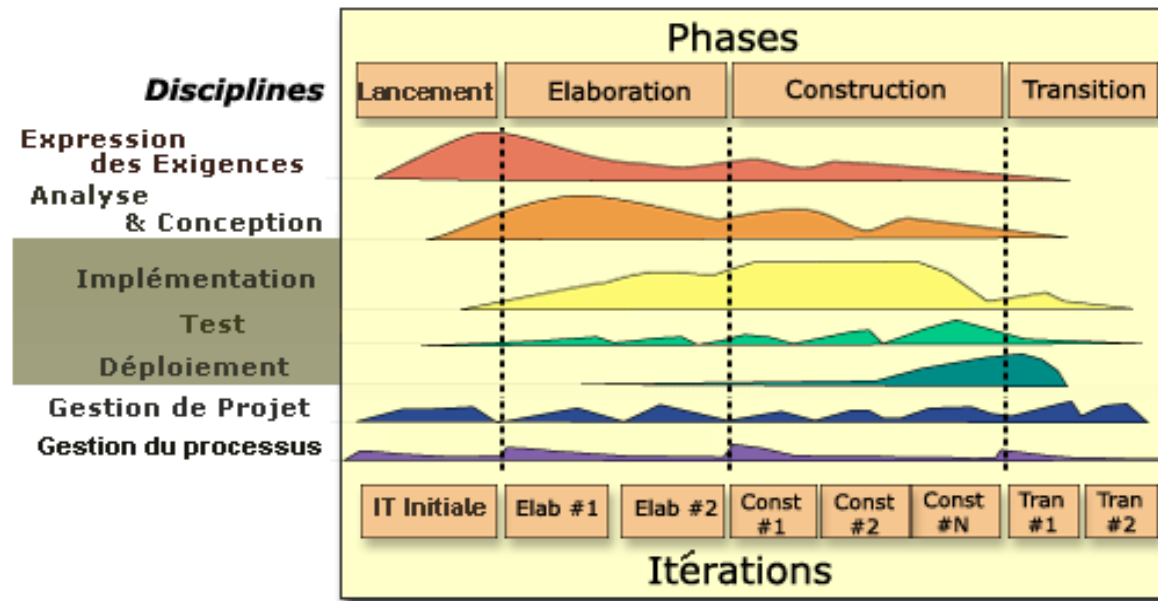 Phases
Disciplines
Lancement
Elaboration
Construction
Transition
Expression
des Exigences
Analyse
& Conception
Implémentation
Test
Déploiement
Gestion de Projet
Gestion du processus
IT Initiale
Elab #1
Elab #2
Const
#1
Const
#2
Const
#N
Tran
#1
Tran
#2
Itérations